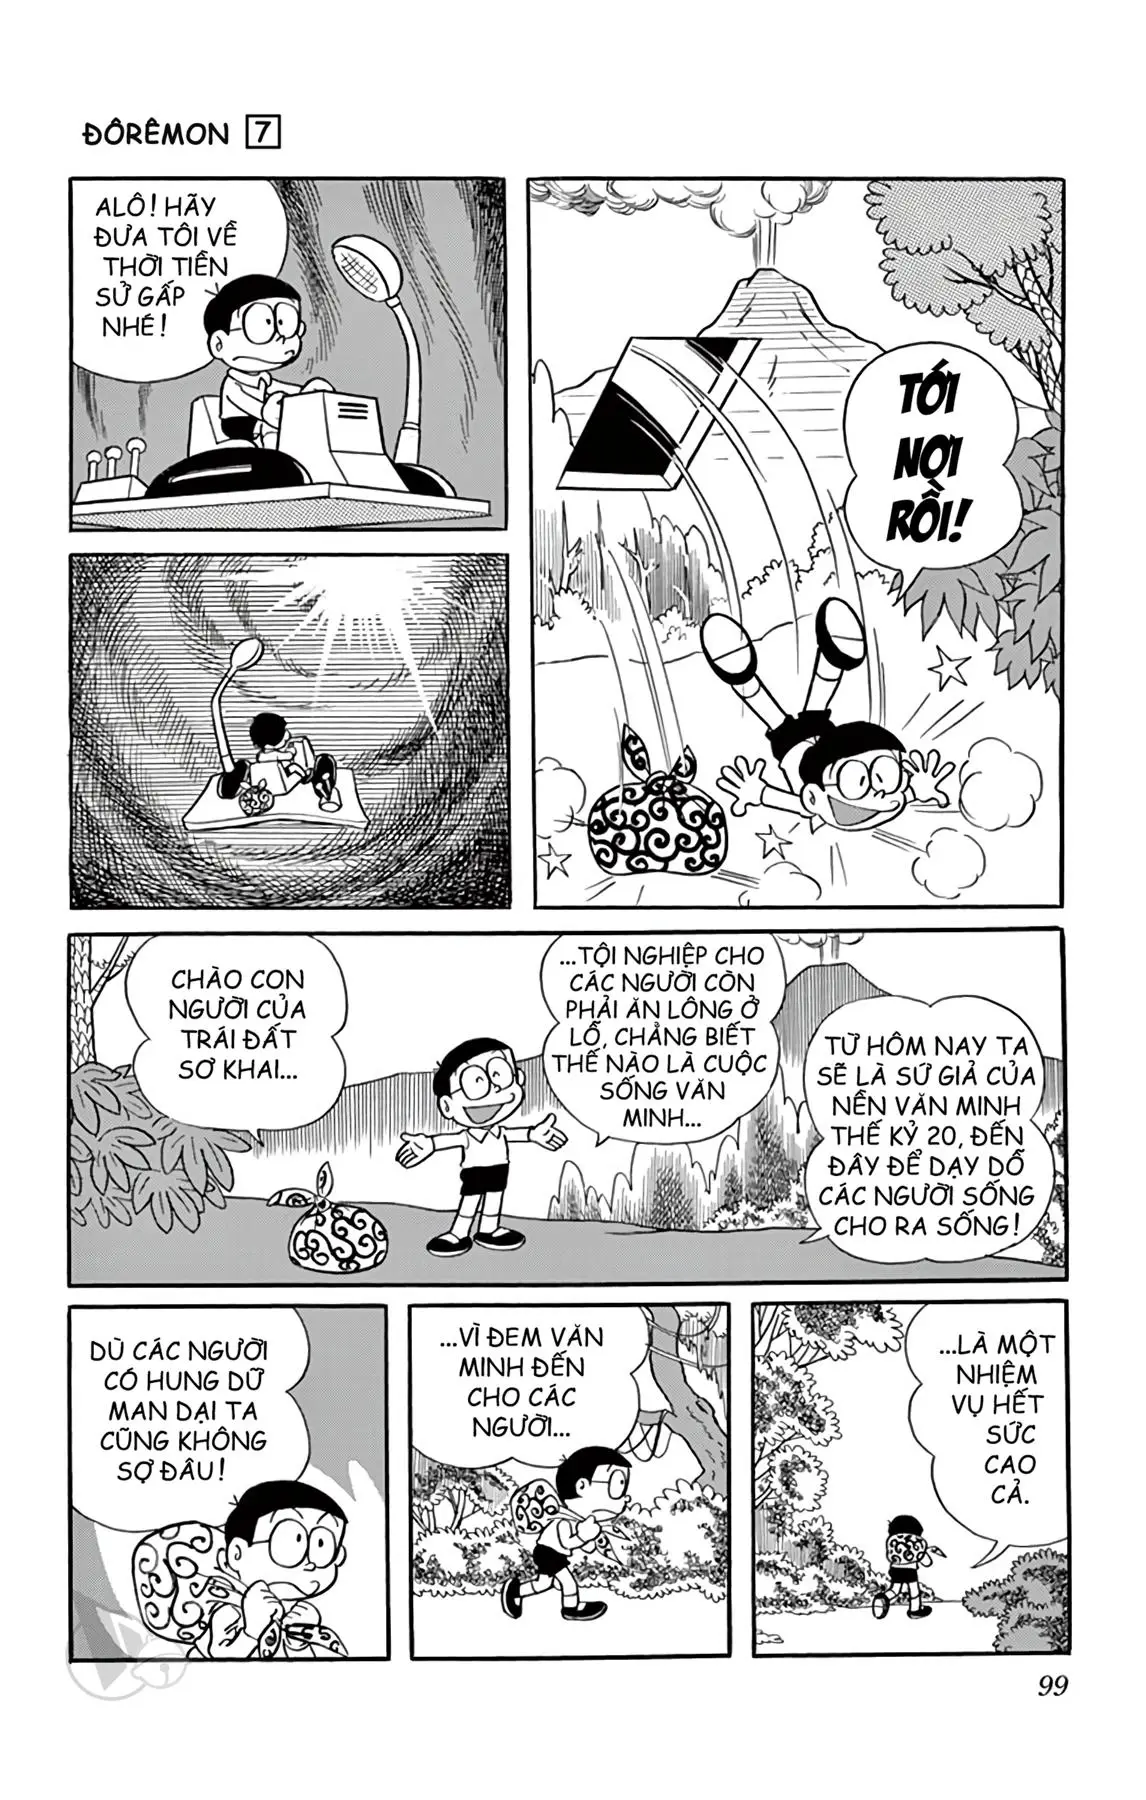 ĐÔRÊMON 7
ALÔ! HÃY
ĐƯA TÔI VỀ
THỜI TIỀN
SỬ GẤP
NHÉ!
TỚI
NƠI
RỒI!
CHÀO CON
NGƯỜI CỦA
TRÁI ĐẤT
SƠ KHAI...
...TỘI NGHIỆP CHO
CÁC NGƯỜI CÒN
PHẢI ĂN LÔNG Ở
LỖ, CHẲNG BIẾT
THẾ NÀO LÀ CUỘC
SỐNG VĂN
MINH...
TỪ HÔM NAY TA
SẼ LÀ SỨ GIẢ CỦA
NỀN VĂN MINH
THẾ KỶ 20, ĐẾN
ĐÂY ĐỂ DẠY DỖ
CÁC NGƯỜI SỐNG
CHO RA SỐNG!
DÙ CÁC NGƯỜI
CÓ HUNG DỮ
MAN DẠI TA
CŨNG KHÔNG
SỢ ĐÂU!
...VÌ ĐEM VĂN
MINH ĐẾN
CHO CÁC
NGƯỜI...
...LÀ MỘT
NHIỆM
VỤ HẾT
SỨC
CAO
CẢ.
99